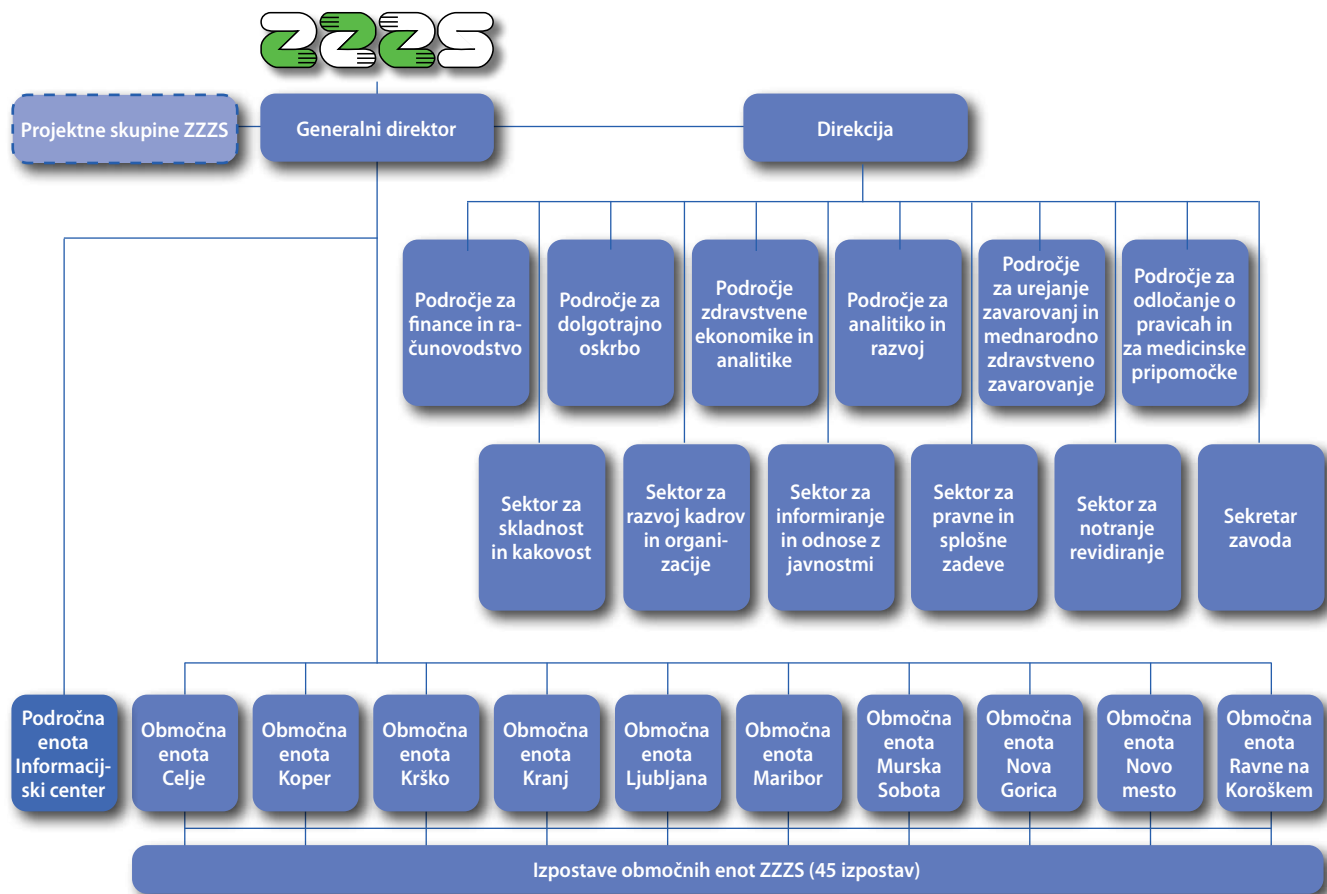 ZZZS
Projektne skupine ZZZS
Generalni direktor
Direkcija
Področje za
finance in ra-
čunovodstvo
Področje za
dolgotrajno
oskrbo
Področje
zdravstvene
ekonomike in
analitike
Področje za
analitiko in
razvoj
Področje
za urejanje
zavarovanj in
mednarodno
zdravstveno
zavarovanje
Področje za
odločanje o
pravicah in
za medicinske
pripomočke
Sektor za
skladnost
in kakovost
Sektor za
razvoj kadrov
in organi-
zacije
Sektor za
informiranje
in odnose z
javnostmi
Sektor za
pravne in
splošne
zadeve
Sektor za
notranje
revidiranje
Sekretar
zavoda
Področna
enota
Informacij-
ski center
Območna
enota
Celje
Območna
enota
Koper
Območna
enota
Krško
Območna
enota
Kranj
Območna
enota
Ljubljana
Območna
enota
Maribor
Območna
enota
Murska
Sobota
Območna
enota
Nova
Gorica
Območna
enota
Novo
mesto
Območna
enota
Ravne na
Koroškem
Izpostave območnih enot ZZZS (45 izpostav)